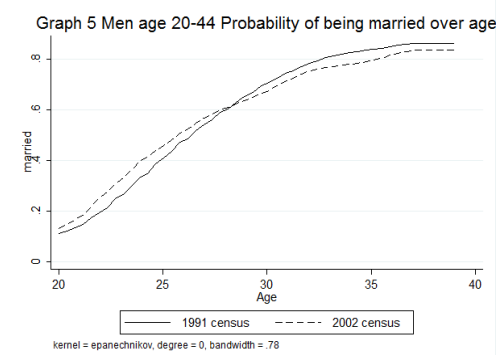 Graph 5 Men age 20-44 Probability of being married over age
married
.8
.6
.4
.2
0
20 25 30 35 40
Age
1991 census 2002 census
kernel = epanechnikov, degree = 0, bandwidth = .78